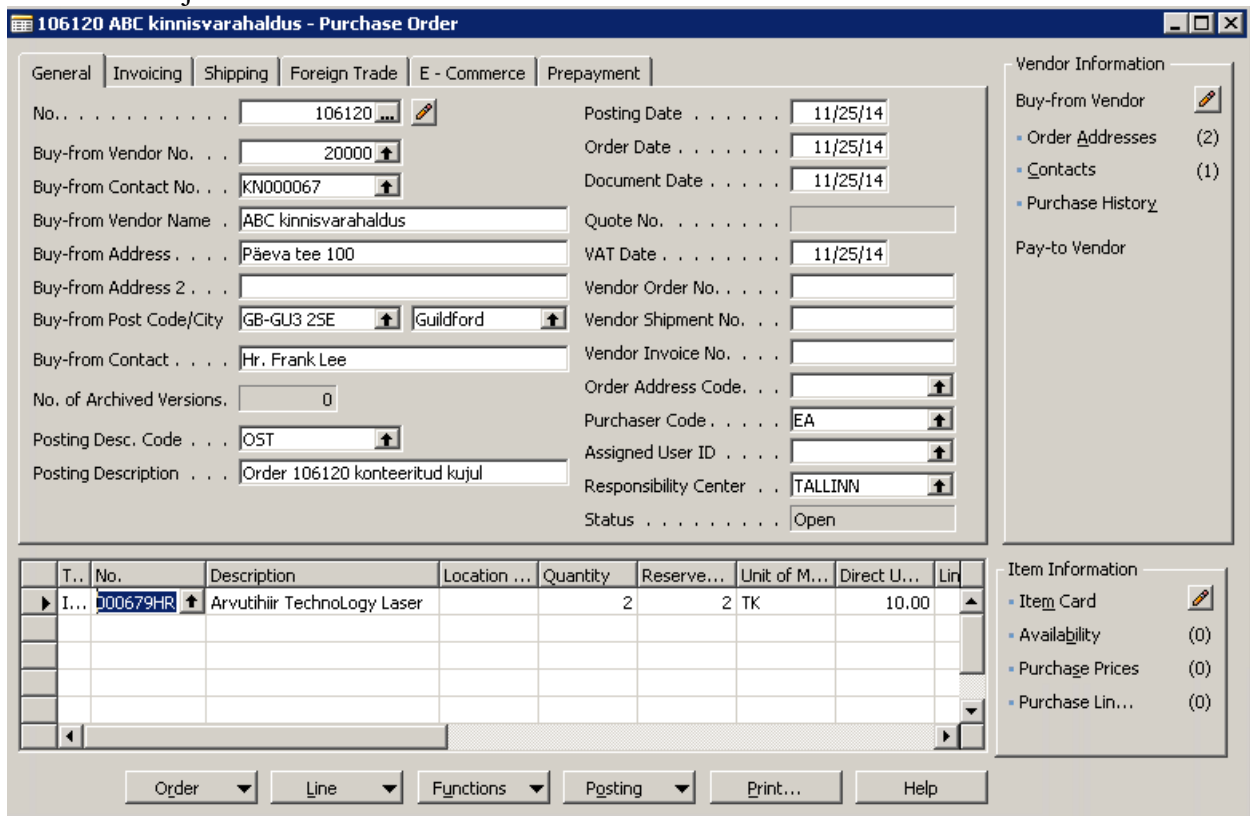 106120 ABC kinnisvarahaldus - Purchase Order
General Invoicing Shipping Foreign Trade E - Commerce Prepayment
No. . . . . . . . . . . . 106120 ...
Buy-from Vendor No. . . . 20000
Buy-from Contact No. . . . KN000067
Buy-from Vendor Name . ABC kinnisvarahaldus
Buy-from Address . . . . Päeva tee 100
Buy-from Address 2 . . .
Buy-from Post Code/City GB-GU3 2SE Guildford
Buy-from Contact . . . . Hr. Frank Lee
No. of Archived Versions. 0
Posting Desc. Code . . . OST
Posting Description . . . Order 106120 konteeritud kujul
Posting Date . . . . . . 11/25/14
Order Date . . . . . . . 11/25/14
Document Date . . . . . 11/25/14
Quote No. . . . . . . .
VAT Date . . . . . . . . 11/25/14
Vendor Order No. . . . .
Vendor Shipment No. . . .
Vendor Invoice No. . . . .
Order Address Code. . . .
Purchaser Code . . . . . EA
Assigned User ID . . . .
Responsibility Center . . TALLINN
Status . . . . . . . . . Open
Vendor Information
Buy-from Vendor
Order Addresses (2)
Contacts (1)
Purchase History
Pay-to Vendor
T.. No. Description Location ... Quantity Reserve... Unit of M... Direct U... Lin
I... 000679HR Arvutihiir TechnoLogy Laser 2 2 TK 10.00
Item Information
Item Card
Availability (0)
Purchase Prices (0)
Purchase Lin... (0)
Order Line Functions Posting Print... Help